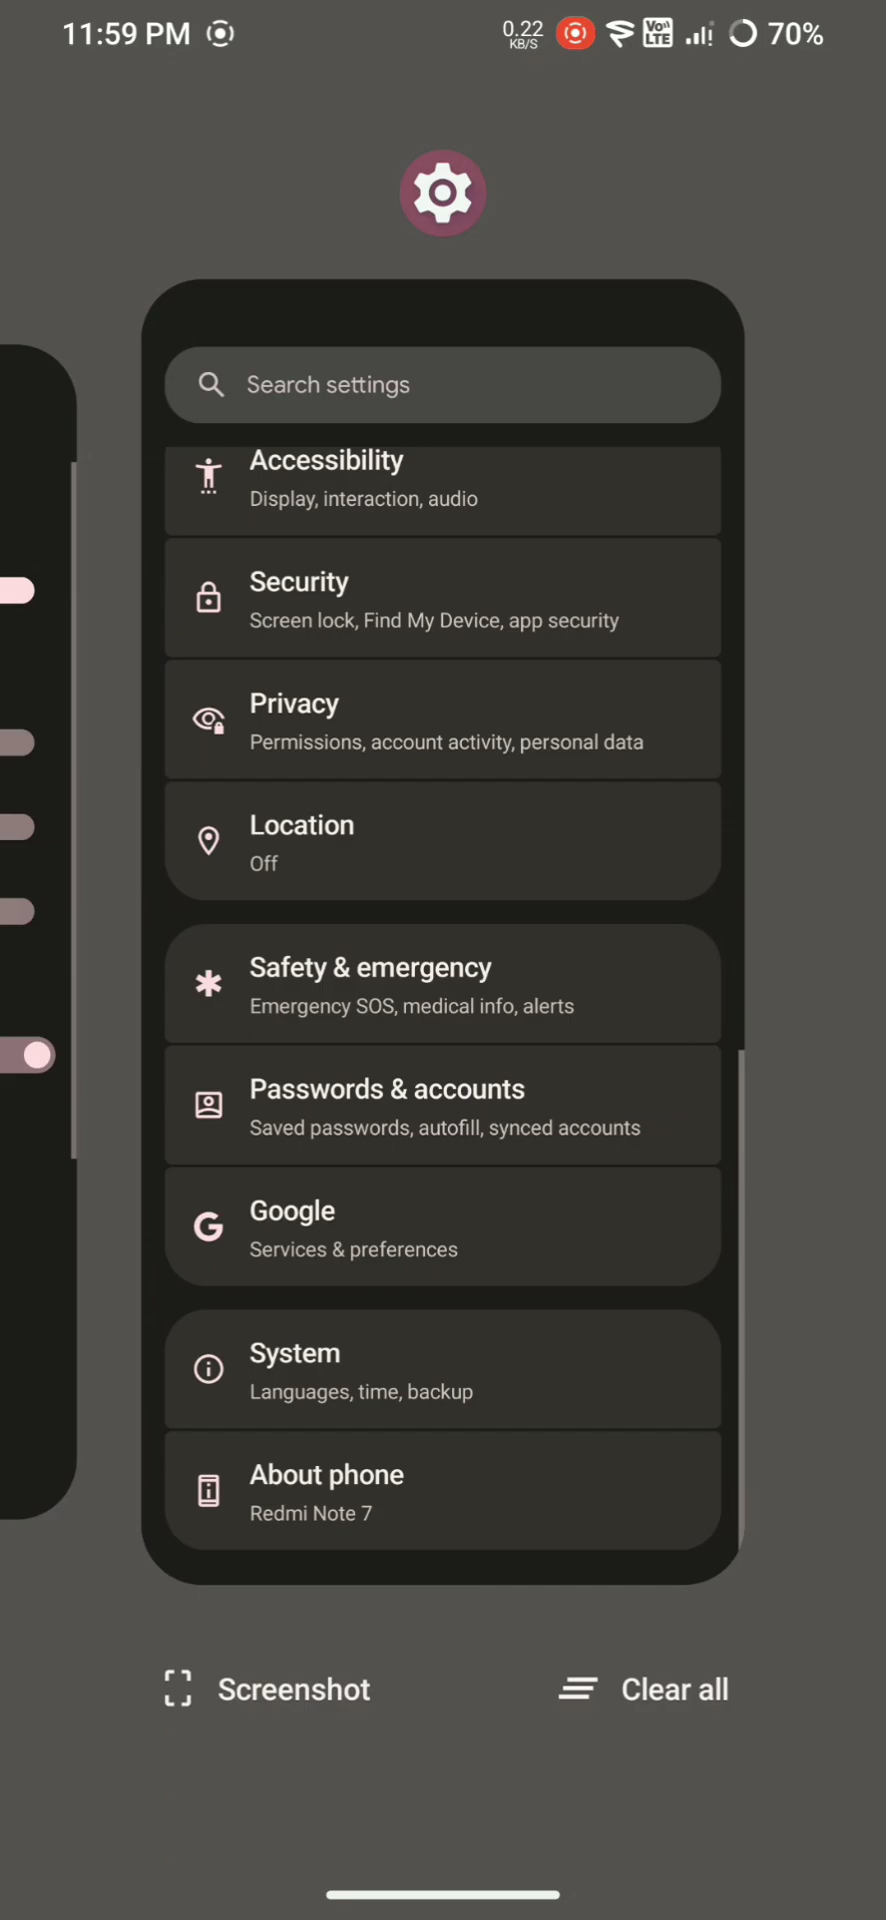 11:59 PM 0.22 KB/S Vo LTE 70%
Search settings
Accessibility
Display, interaction, audio
Security
Screen lock, Find My Device, app security
Privacy
Permissions, account activity, personal data
Location
Off
Safety & emergency
Emergency SOS, medical info, alerts
Passwords & accounts
Saved passwords, autofill, synced accounts
Google
Services & preferences
System
Languages, time, backup
About phone
Redmi Note 7
Screenshot Clear all